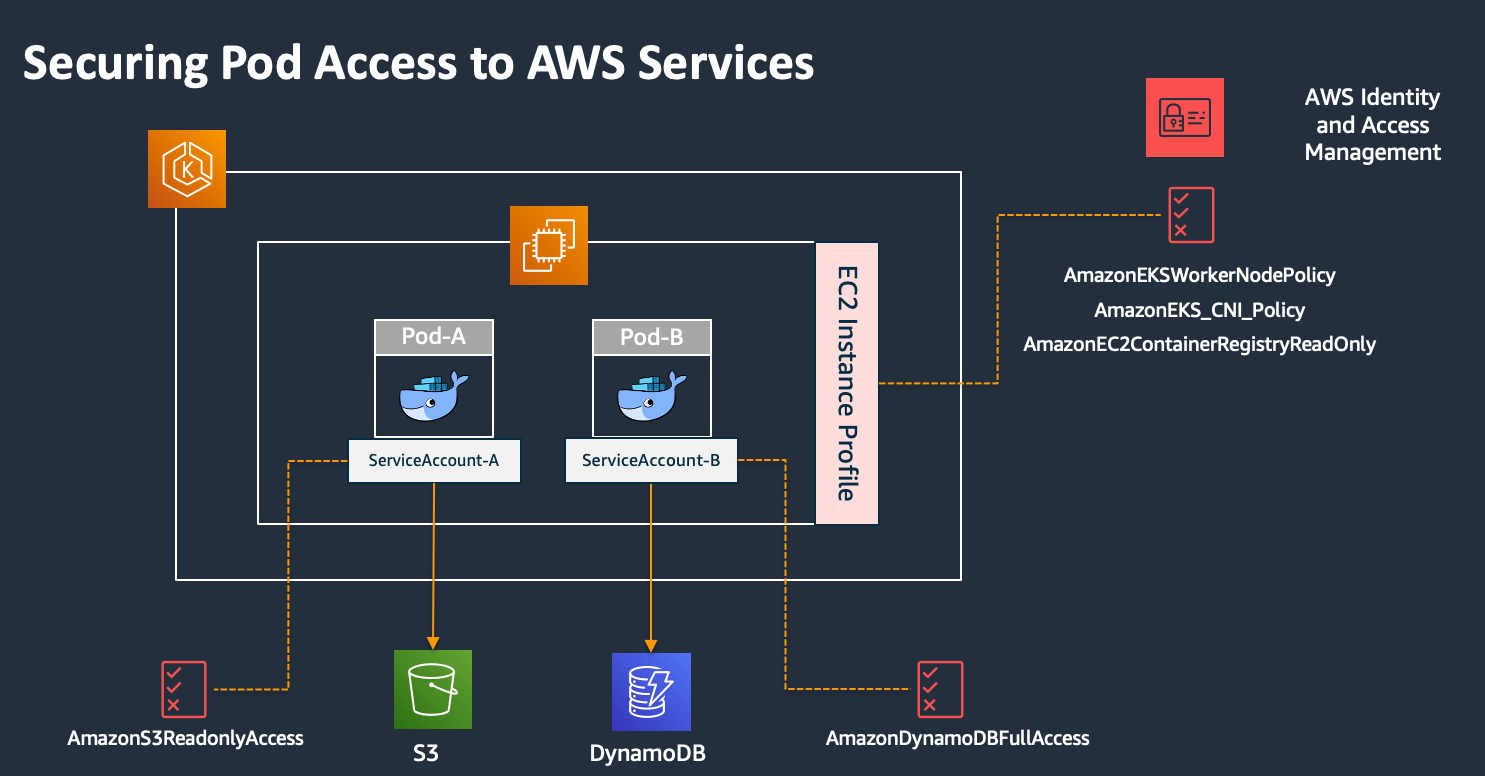 Securing Pod Access to AWS Services
AWS Identity
and Access
Management
K
AmazonEKSWorkerNodePolicy
AmazonEKS_CNI_Policy
AmazonEC2ContainerRegistryReadOnly
EC2 Instance Profile
Pod-A
Pod-B
ServiceAccount-A
ServiceAccount-B
AmazonS3ReadonlyAccess
S3
DynamoDB
AmazonDynamoDBFullAccess